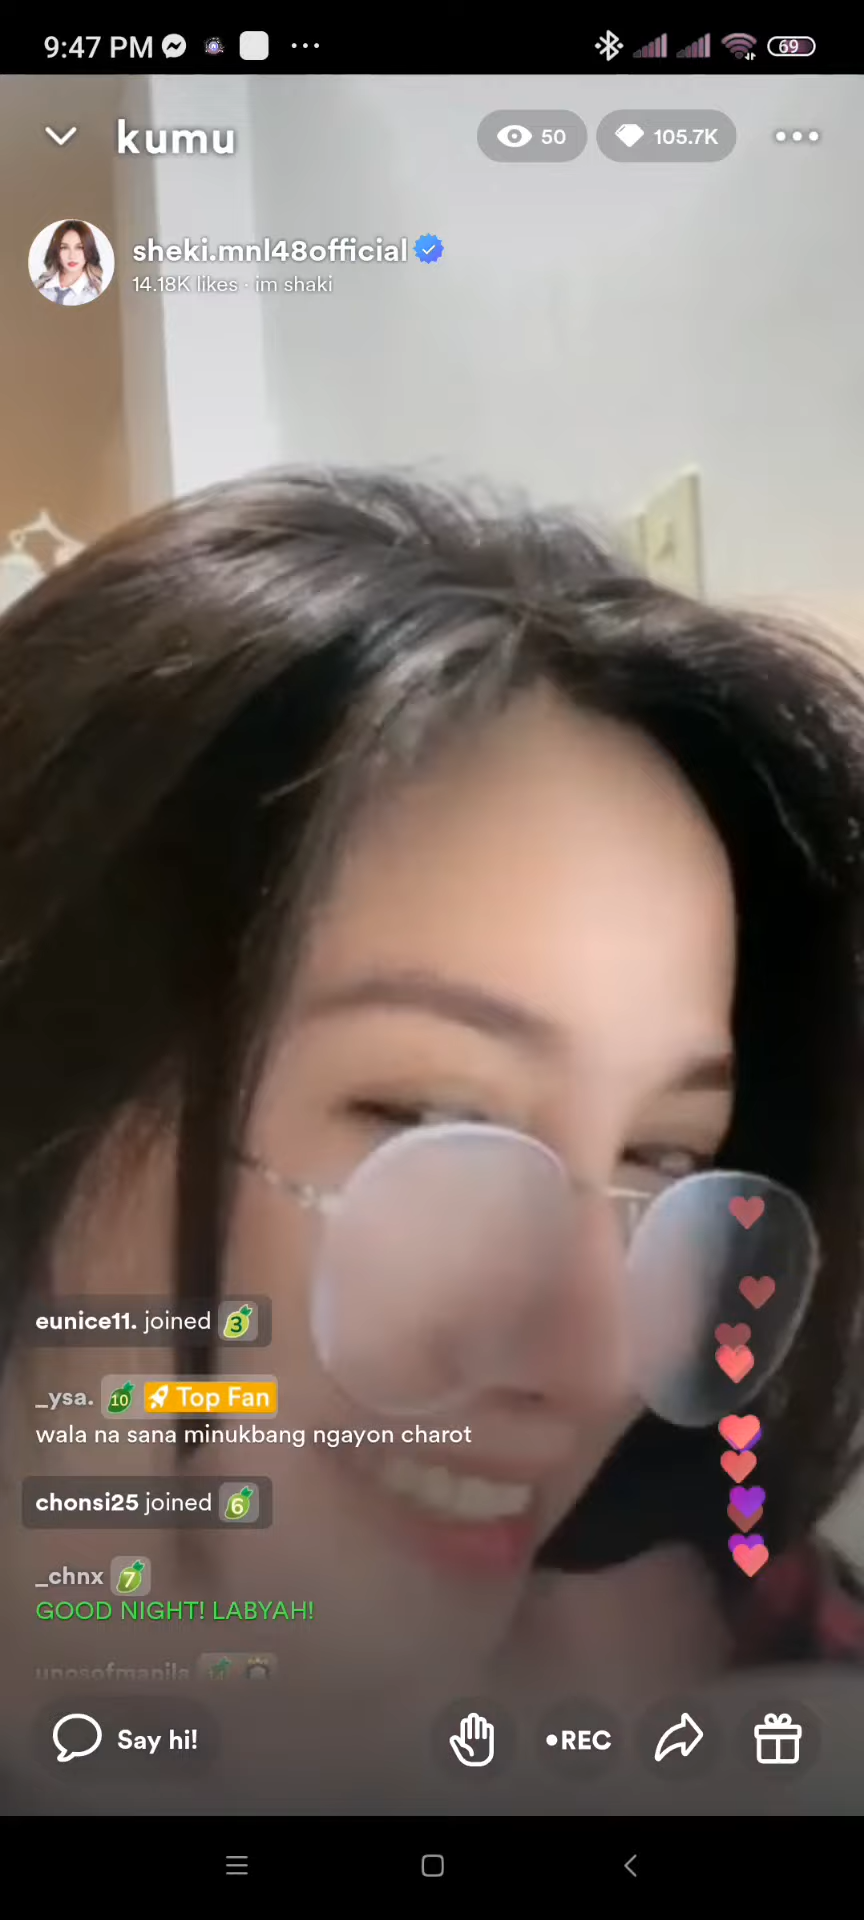 9:47 PM
69
kumu
50
105.7K
sheki.mnl48official
14.18K likes · im shaki
eunice11. joined 3
_ysa. 10 Top Fan
wala na sana minukbang ngayon charot
chonsi25 joined 6
_chnx 7
GOOD NIGHT! LABYAH!
unosofmanila
Say hi!
•REC